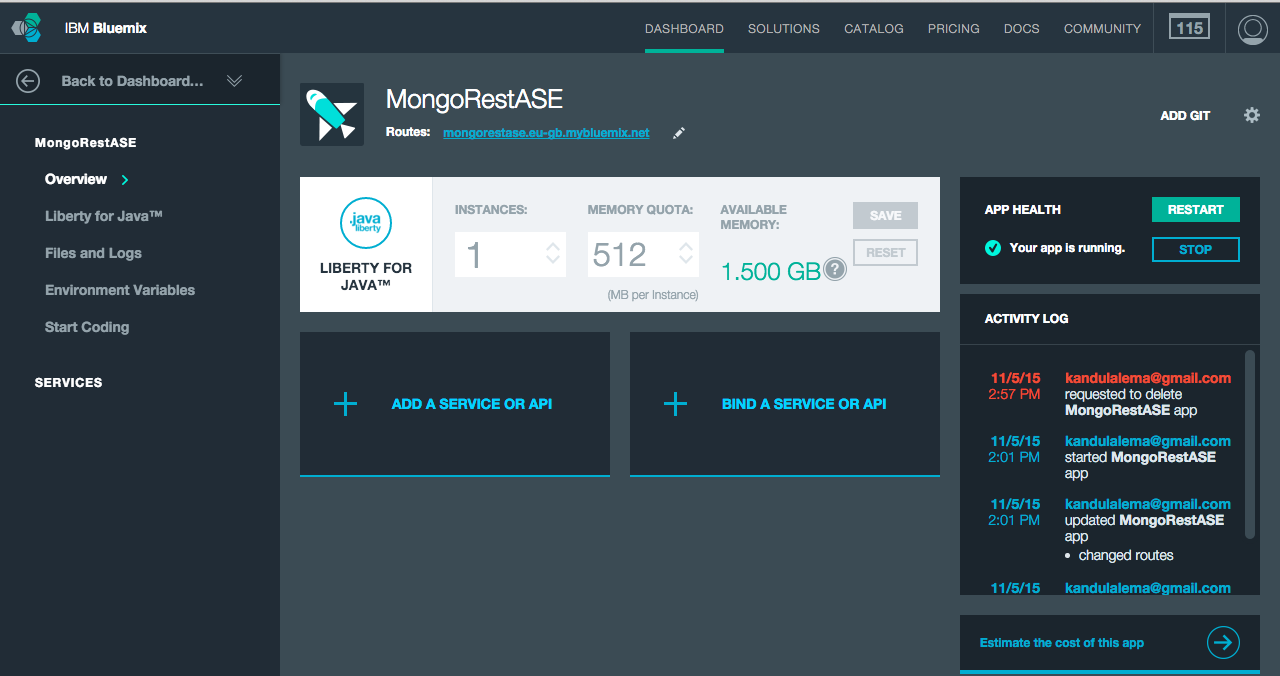 IBM Bluemix
DASHBOARD SOLUTIONS CATALOG PRICING DOCS COMMUNITY 115
Back to Dashboard...
MongoRestASE
Overview
Liberty for Java™
Files and Logs
Environment Variables
Start Coding
SERVICES
MongoRestASE
Routes: mongorestase.eu-gb.mybluemix.net
ADD GIT
java
liberty
LIBERTY FOR
JAVA™
INSTANCES:
1
MEMORY QUOTA:
512
(MB per Instance)
AVAILABLE
MEMORY:
1.500 GB ?
SAVE
RESET
ADD A SERVICE OR API
BIND A SERVICE OR API
APP HEALTH
RESTART
Your app is running.
STOP
ACTIVITY LOG
11/5/15 kandulalema@gmail.com
2:57 PM requested to delete
MongoRestASE app
11/5/15 kandulalema@gmail.com
2:01 PM started MongoRestASE
app
11/5/15 kandulalema@gmail.com
2:01 PM updated MongoRestASE
app
• changed routes
11/5/15 kandulalema@gmail.com
Estimate the cost of this app